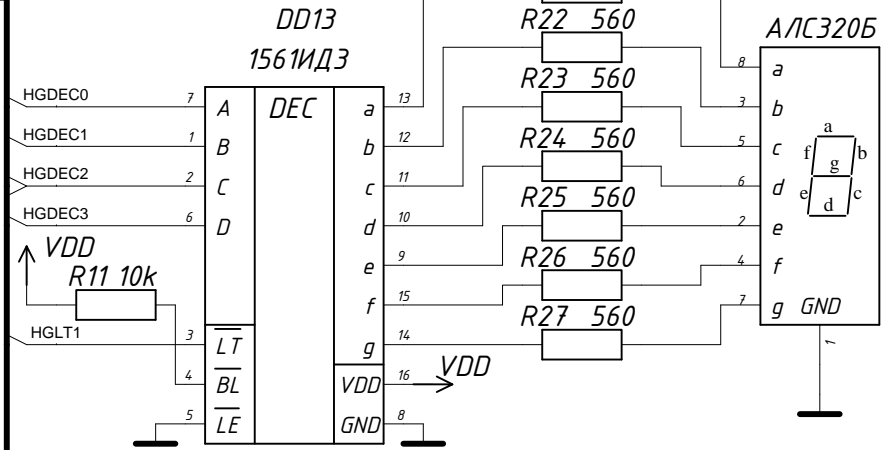 DD13
1561ИД3
R22 560
АЛС320Б
HGDEC0 7 A DEC a 13
R23 560
8 a
3 b
HGDEC1 1 B b 12
R24 560
5 c
HGDEC2 2 C c 11
6 d
HGDEC3 6 D d 10
R25 560
2 e
VDD
e 9
R26 560
4 f
R11 10k
f 15
R27 560
7 g GND
HGLT1 3 LT g 14
4 BL VDD 16 VDD
5 LE GND 8
1
a
f g b
e d c